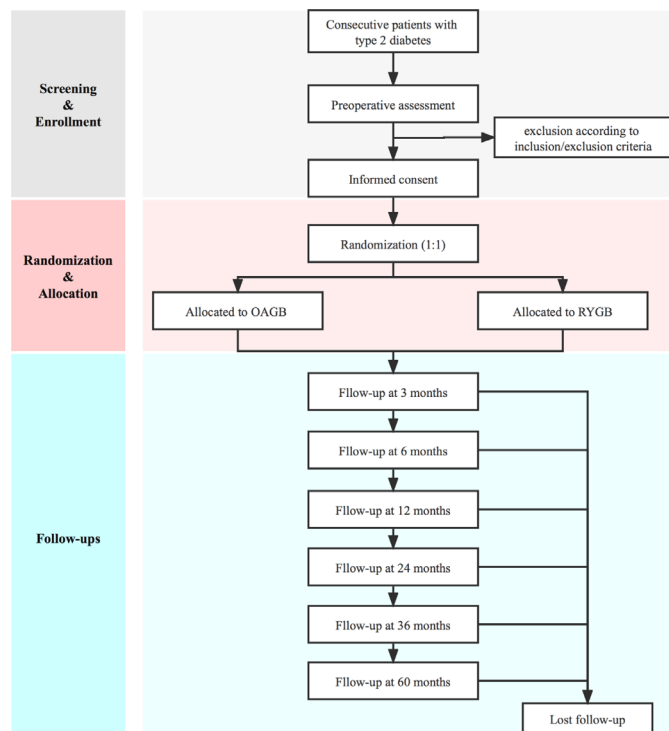 Consecutive patients with
type 2 diabetes
Screening
&
Enrollment
Preoperative assessment
exclusion according to
inclusion/exclusion criteria
Informed consent
Randomization
&
Allocation
Randomization (1:1)
Allocated to OAGB
Allocated to RYGB
Follow-ups
Fllow-up at 3 months
Fllow-up at 6 months
Fllow-up at 12 months
Fllow-up at 24 months
Fllow-up at 36 months
Fllow-up at 60 months
Lost follow-up